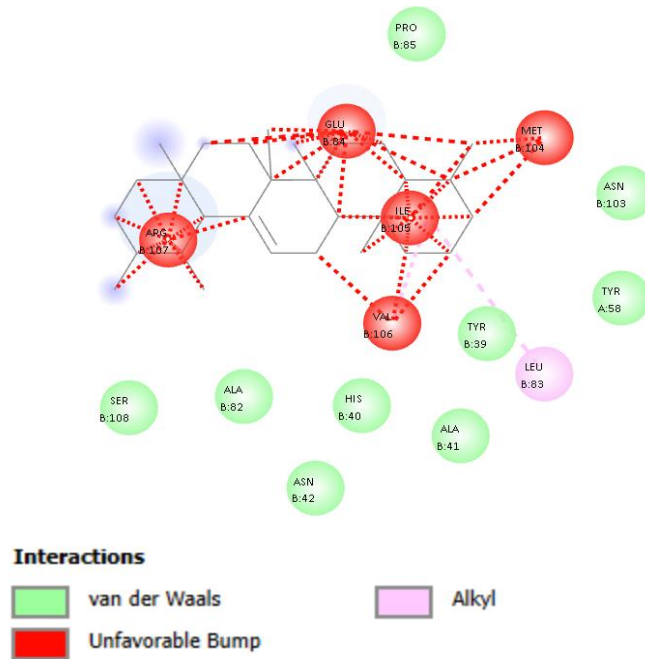 PRO
B:85
GLU
B:84
MET
B:104
ASN
B:103
ILE
B:105
ARG
B:107
TYR
A:58
VAL
B:106
TYR
B:39
LEU
B:83
SER
B:108
ALA
B:82
HIS
B:40
ALA
B:41
ASN
B:42
Interactions
van der Waals
Alkyl
Unfavorable Bump